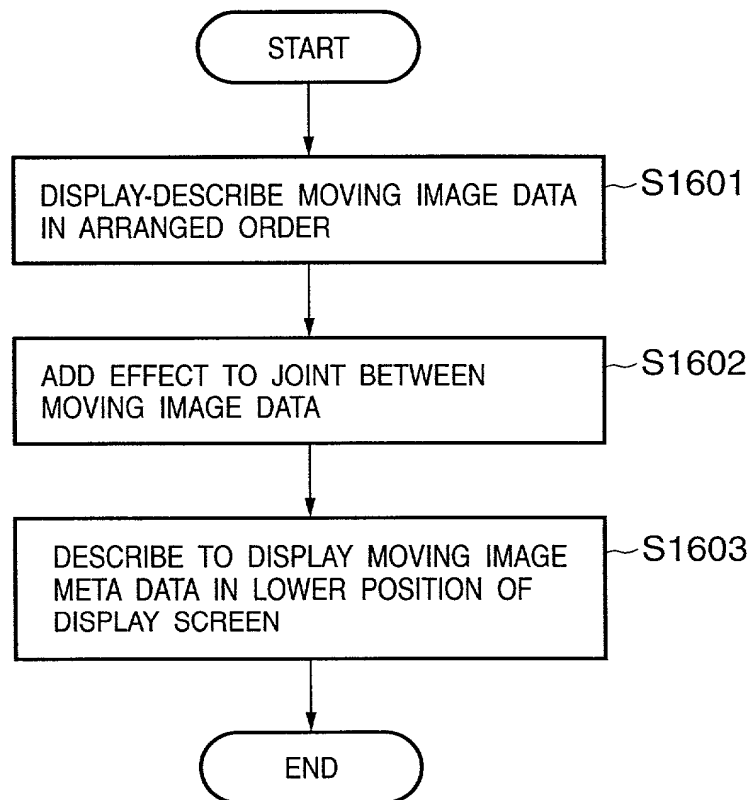 START
DISPLAY-DESCRIBE MOVING IMAGE DATA
IN ARRANGED ORDER
S1601
ADD EFFECT TO JOINT BETWEEN
MOVING IMAGE DATA
S1602
DESCRIBE TO DISPLAY MOVING IMAGE
META DATA IN LOWER POSITION OF
DISPLAY SCREEN
S1603
END